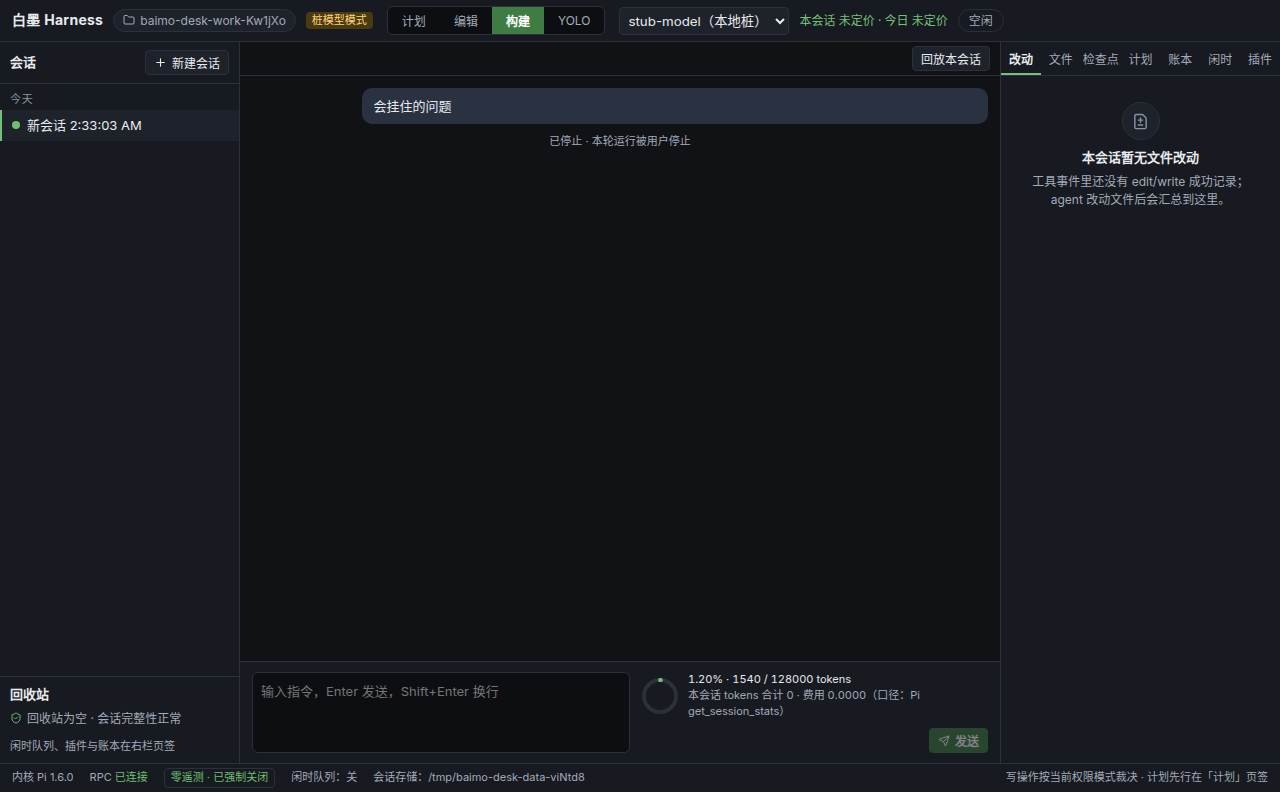 白墨 Harness
baimo-desk-work-Kw1jXo
桩模型模式
计划 编辑 构建 YOLO
stub-model（本地桩）
本会话 未定价 · 今日 未定价
空闲
会话
新建会话
今天
新会话 2:33:03 AM
回收站
回收站为空 · 会话完整性正常
闲时队列、插件与账本在右栏页签
回放本会话
会挂住的问题
已停止 · 本轮运行被用户停止
输入指令，Enter 发送，Shift+Enter 换行
1.20% · 1540 / 128000 tokens
本会话 tokens 合计 0 · 费用 0.0000（口径：Pi
get_session_stats）
发送
改动 文件 检查点 计划 账本 闲时 插件
本会话暂无文件改动
工具事件里还没有 edit/write 成功记录；
agent 改动文件后会汇总到这里。
内核 Pi 1.6.0
RPC 已连接
零遥测 · 已强制关闭
闲时队列：关
会话存储：/tmp/baimo-desk-data-viNtd8
写操作按当前权限模式裁决 · 计划先行在「计划」页签